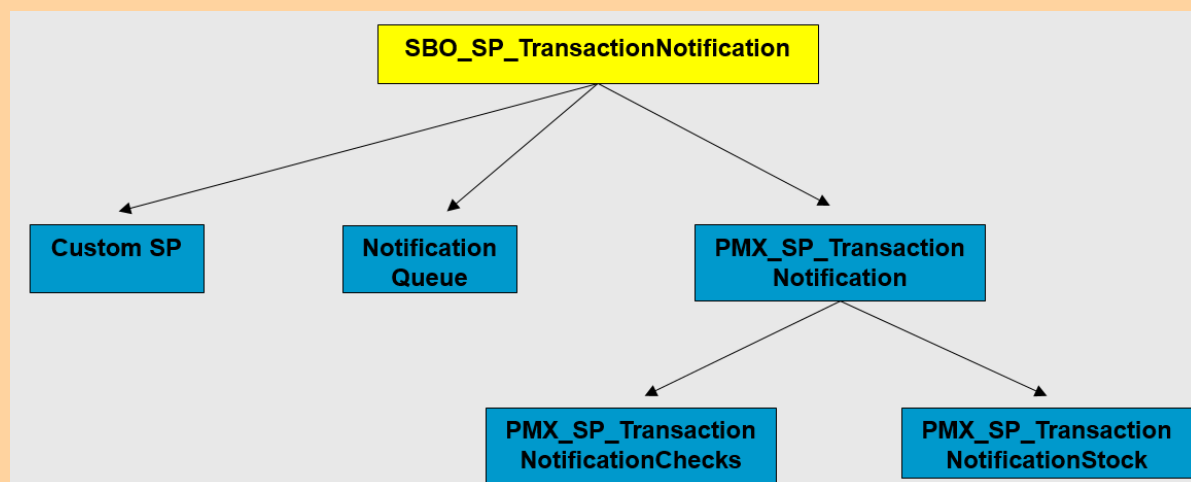 SBO_SP_TransactionNotification
Custom SP
Notification
Queue
PMX_SP_Transaction
Notification
PMX_SP_Transaction
NotificationChecks
PMX_SP_Transaction
NotificationStock